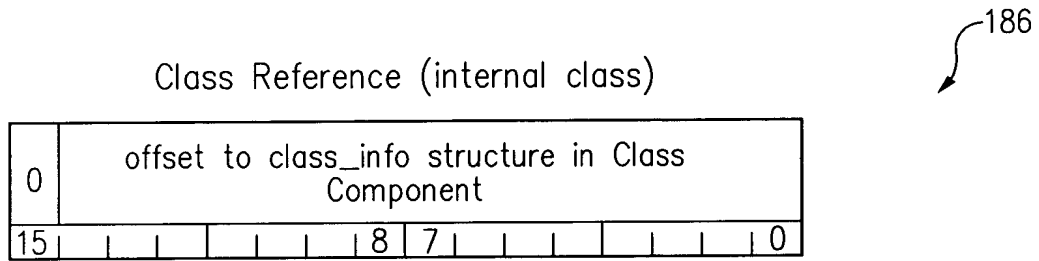 186
Class Reference (internal class)
0
offset to class_info structure in Class
Component
15 8 7 0